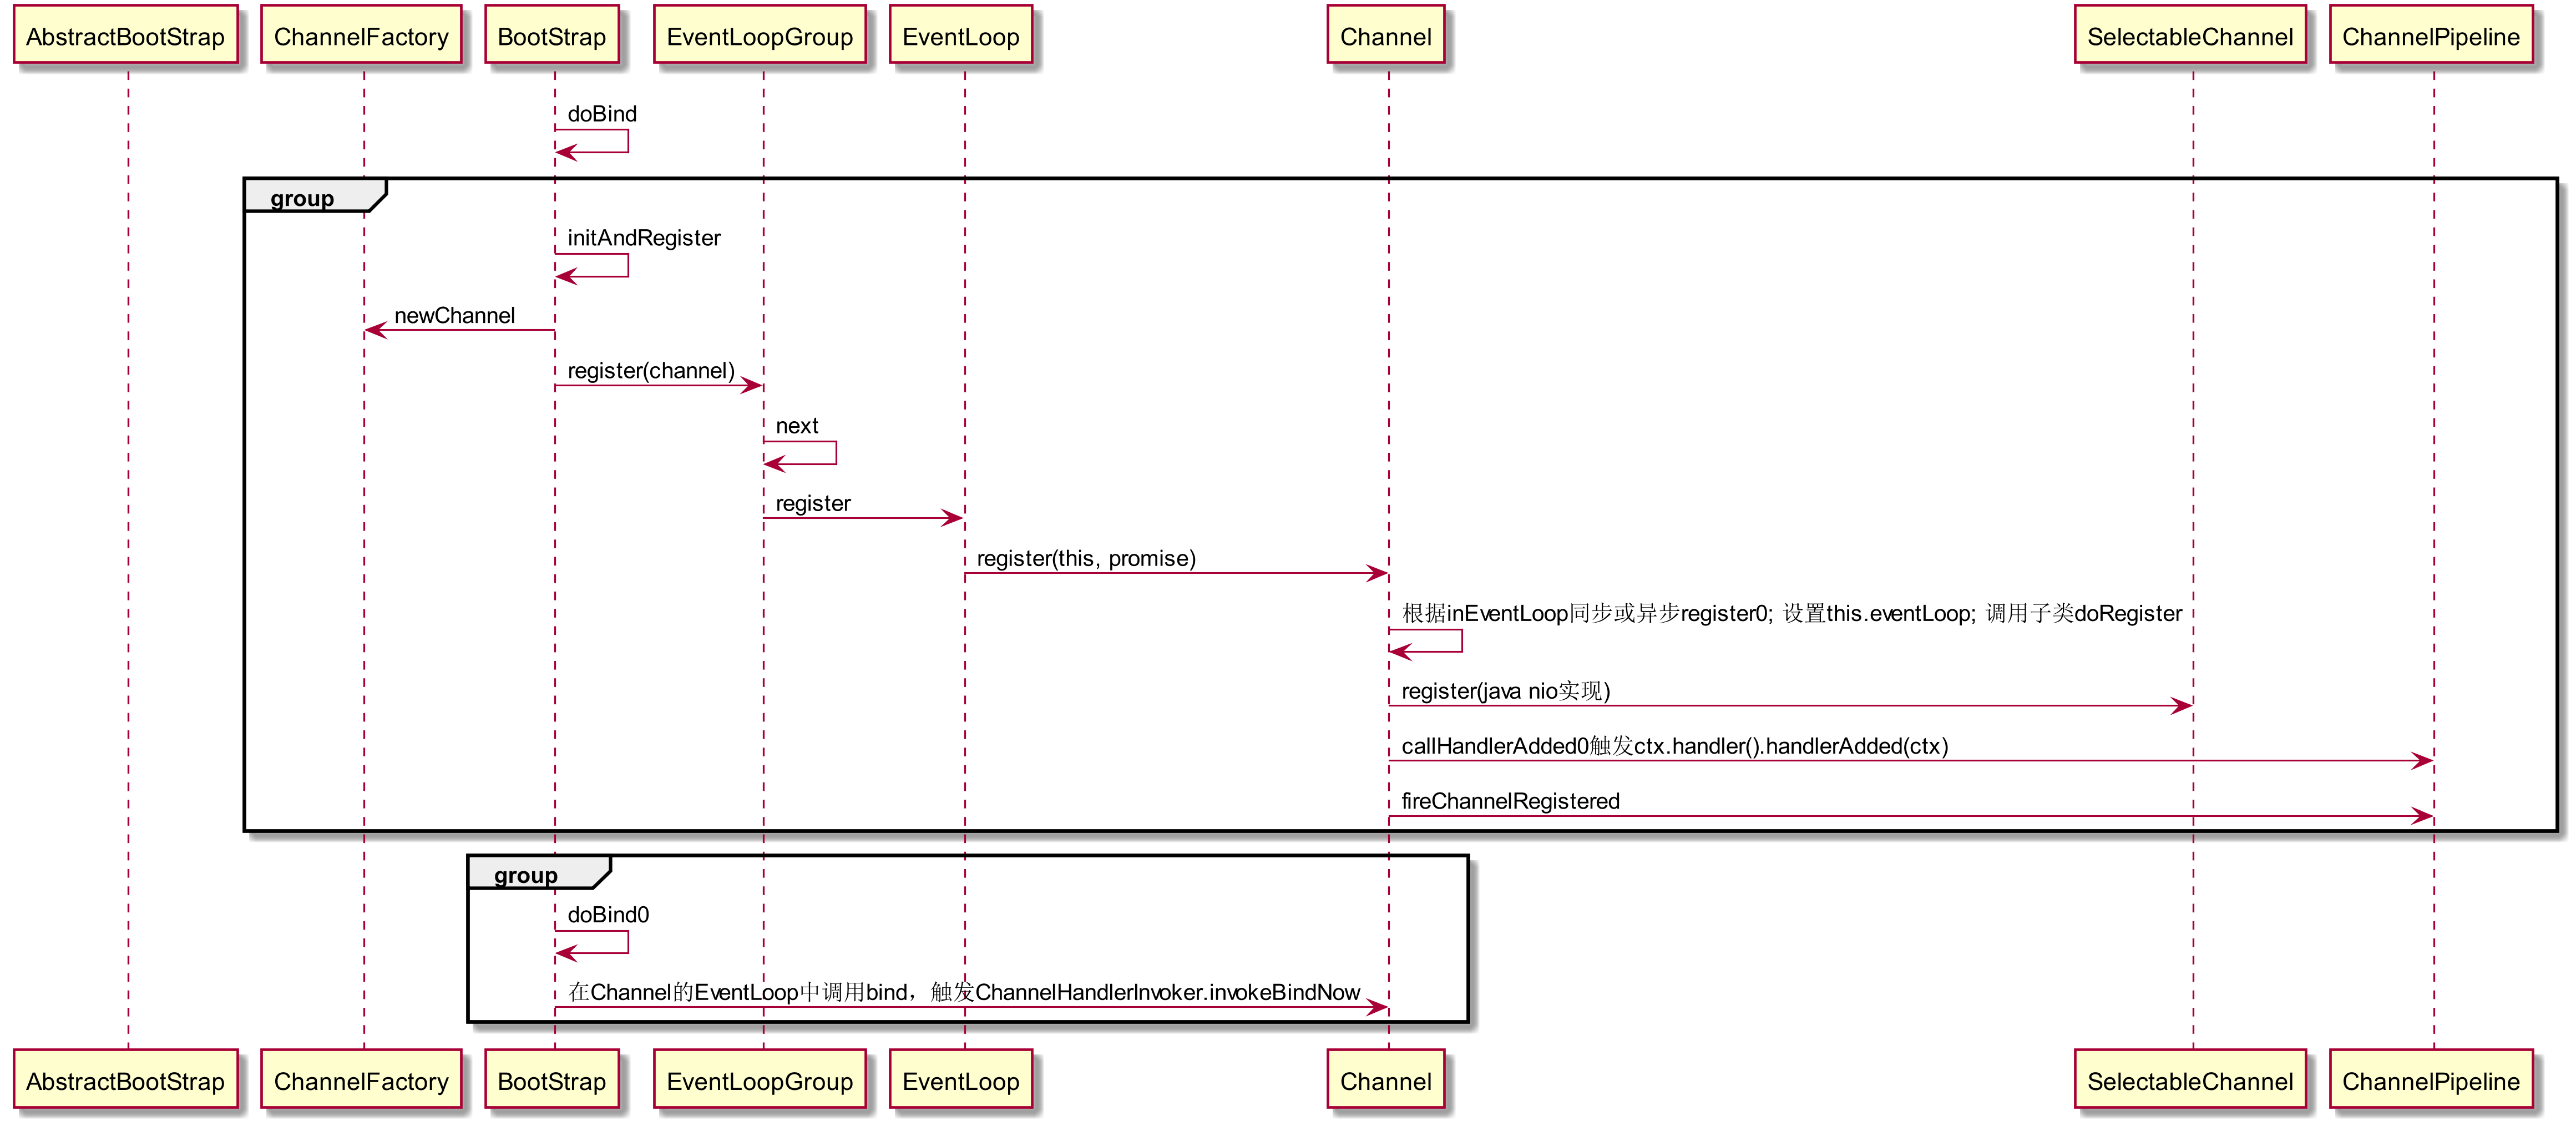 AbstractBootStrap
ChannelFactory
BootStrap
EventLoopGroup
EventLoop
Channel
SelectableChannel
ChannelPipeline
doBind
group
initAndRegister
newChannel
register(channel)
next
register
register(this, promise)
根据inEventLoop同步或异步register0; 设置this.eventLoop; 调用子类doRegister
register(java nio实现)
callHandlerAdded0触发ctx.handler().handlerAdded(ctx)
fireChannelRegistered
group
doBind0
在Channel的EventLoop中调用bind，触发ChannelHandlerInvoker.invokeBindNow
AbstractBootStrap
ChannelFactory
BootStrap
EventLoopGroup
EventLoop
Channel
SelectableChannel
ChannelPipeline